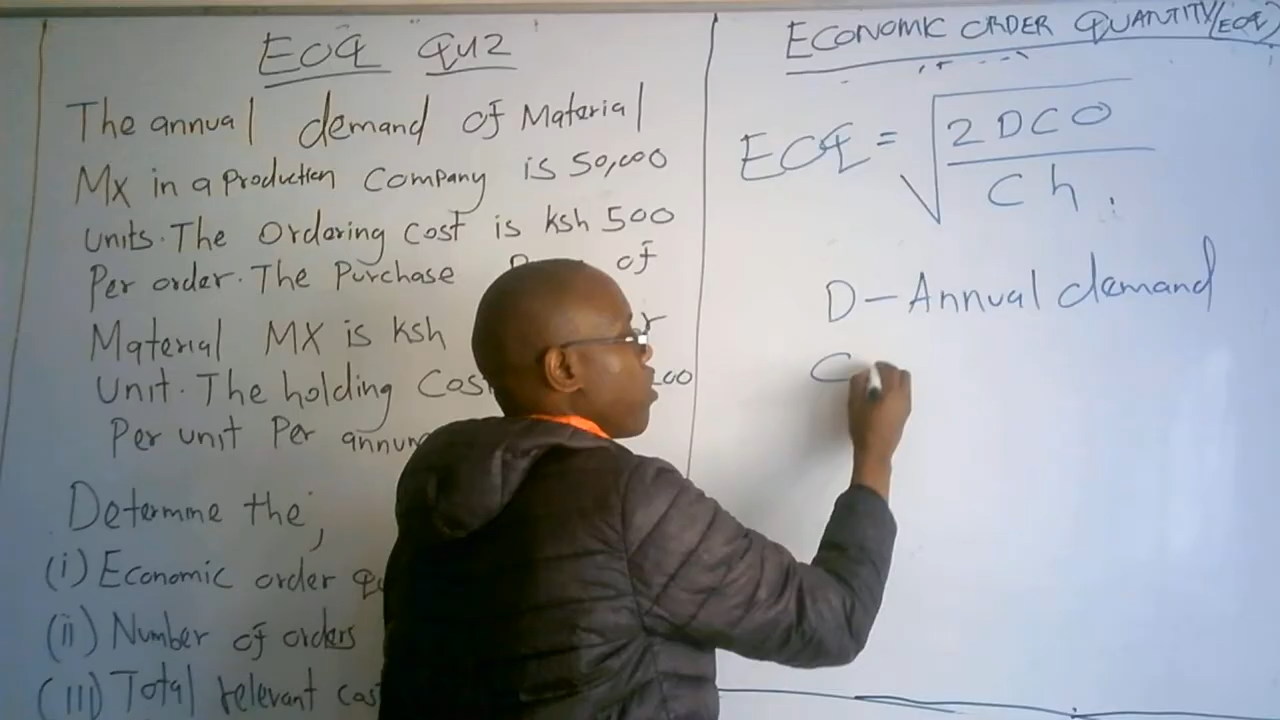 EOQ QU2
The annual demand of Material
MX in a Production Company is 50,000
units. The Ordering Cost is ksh 500
Per order. The Purchase of
Material MX is ksh
Unit. The holding Cos
Per unit Per annum
Determine the,
(i) Economic order qu
(ii) Number of orders
(iii) Total relevant cos
ECONOMIC ORDER QUANTITY (EOQ)
EOQ = √ 2DCO
Ch.
D - Annual demand
C